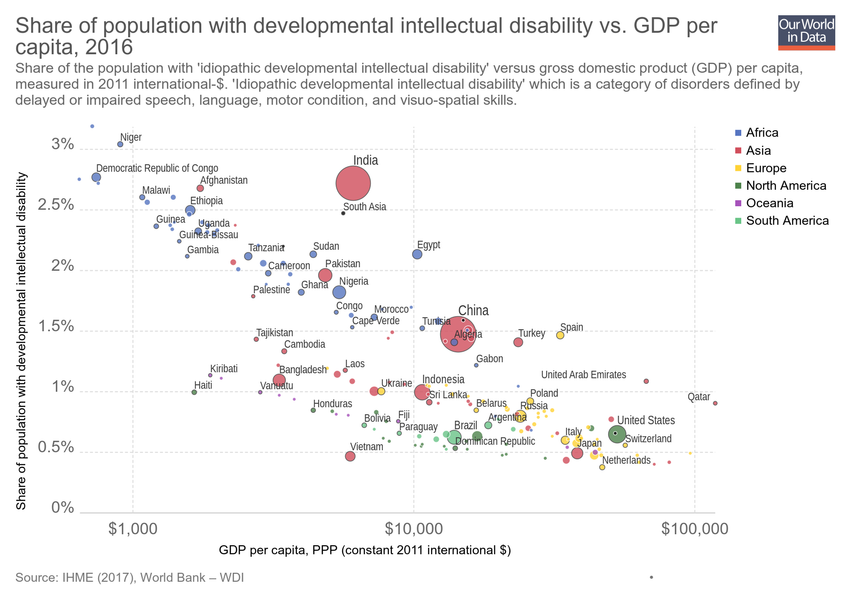 Share of population with developmental intellectual disability vs. GDP per
capita, 2016
Our World
in Data
Share of the population with 'idiopathic developmental intellectual disability' versus gross domestic product (GDP) per capita,
measured in 2011 international-$. 'Idiopathic developmental intellectual disability' which is a category of disorders defined by
delayed or impaired speech, language, motor condition, and visuo-spatial skills.
Share of population with developmental intellectual disability
3%
2.5%
2%
1.5%
1%
0.5%
0%
Niger
India
Democratic Republic of Congo
Afghanistan
Malawi
Ethiopia
South Asia
Guinea
Uganda
Guinea-Bissau
Gambia
Tanzania
Sudan
Egypt
Cameroon
Pakistan
Palestine
Ghana
Nigeria
Congo
Morocco
Cape Verde
Tunisia
China
Algeria
Tajikistan
Cambodia
Turkey
Spain
Gabon
Kiribati
Bangladesh
Laos
Haiti
Vanuatu
Ukraine
Indonesia
Sri Lanka
United Arab Emirates
Qatar
Honduras
Bolivia
Fiji
Paraguay
Belarus
Poland
Russia
Argentina
Brazil
Dominican Republic
Vietnam
Italy
Japan
United States
Switzerland
Netherlands
$1,000
$10,000
$100,000
GDP per capita, PPP (constant 2011 international $)
Africa
Asia
Europe
North America
Oceania
South America
Source: IHME (2017), World Bank – WDI